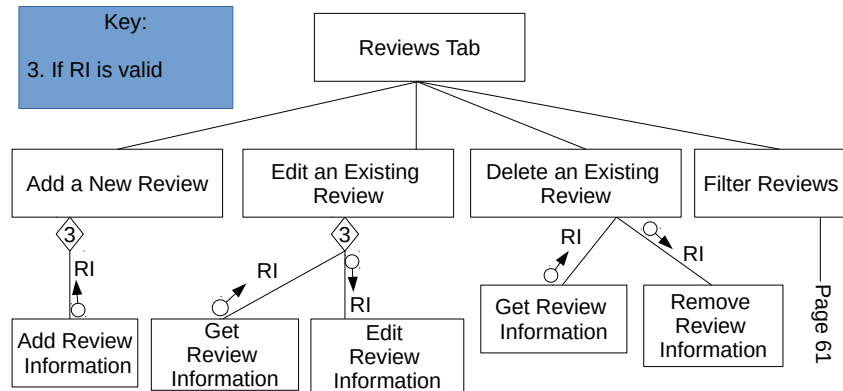 Key:
3. If RI is valid
Reviews Tab
Add a New Review
Edit an Existing
Review
Delete an Existing
Review
Filter Reviews
3
3
RI
RI
RI
RI
RI
Add Review
Information
Get
Review
Information
Edit
Review
Information
Get Review
Information
Remove
Review
Information
Page 61